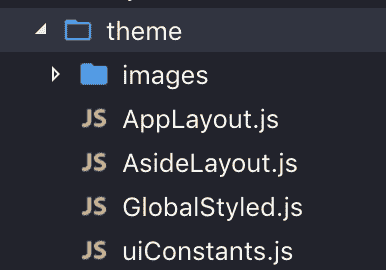 theme
images
JS AppLayout.js
JS AsideLayout.js
JS GlobalStyled.js
JS uiConstants.js